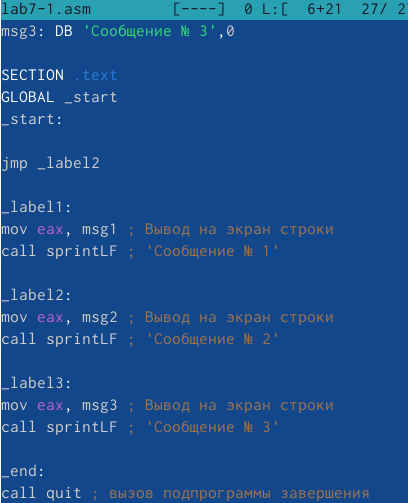 lab7-1.asm [----] 0 L:[ 6+21 27/ 2
msg3: DB 'Сообщение № 3',0
SECTION .text
GLOBAL _start
_start:
jmp _label2
_label1:
mov eax, msg1 ; Вывод на экран строки
call sprintLF ; 'Сообщение № 1'
_label2:
mov eax, msg2 ; Вывод на экран строки
call sprintLF ; 'Сообщение № 2'
_label3:
mov eax, msg3 ; Вывод на экран строки
call sprintLF ; 'Сообщение № 3'
_end:
call quit ; вызов подпрограммы завершения